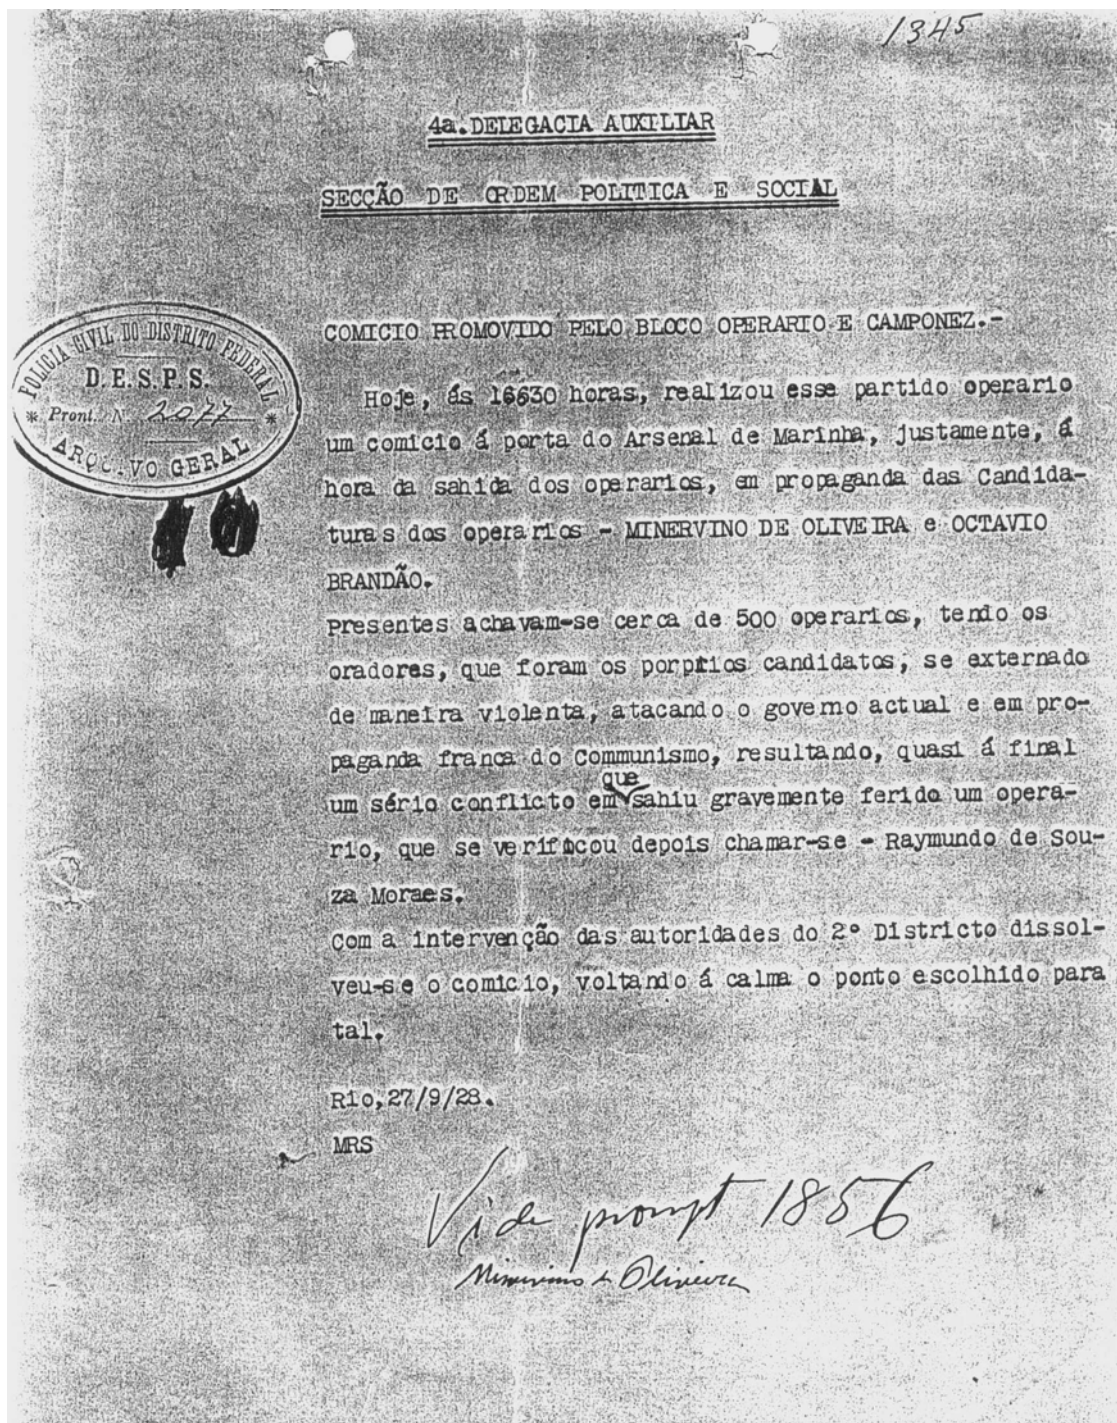 1345
4a. DELEGACIA AUXILIAR
SECÇÃO DE ORDEM POLITICA E SOCIAL
COMICIO PROMOVIDO PELO BLOCO OPERARIO E CAMPONEZ.-
POLICIA CIVIL DO DISTRITO FEDERAL
D. E. S. P. S.
Pront. N. 2077
ARQUIVO GERAL
Hoje, ás 16630 horas, realizou esse partido operario
um comicio á porta do Arsenal de Marinha, justamente, á
hora da sahida dos operarios, em propaganda das Candida-
turas dos operarios - MINERVINO DE OLIVEIRA e OCTAVIO
BRANDÃO.
Presentes achavam-se cerca de 500 operarios, tendo os
oradores, que foram os porprios candidatos, se externado
de maneira violenta, atacando o governo actual e em pro-
paganda franca do Communismo, resultando, quasi á final
um sério conflicto em que sahiu gravemente ferido um opera-
rio, que se verificou depois chamar-se - Raymundo de Sou-
za Moraes.
Com a intervenção das autoridades do 2º Districto dissol-
veu-se o comicio, voltando á calma o ponto escolhido para
tal.
Rio, 27/9/28.
MRS
Vide prompt 1856
Minervino de Oliveira